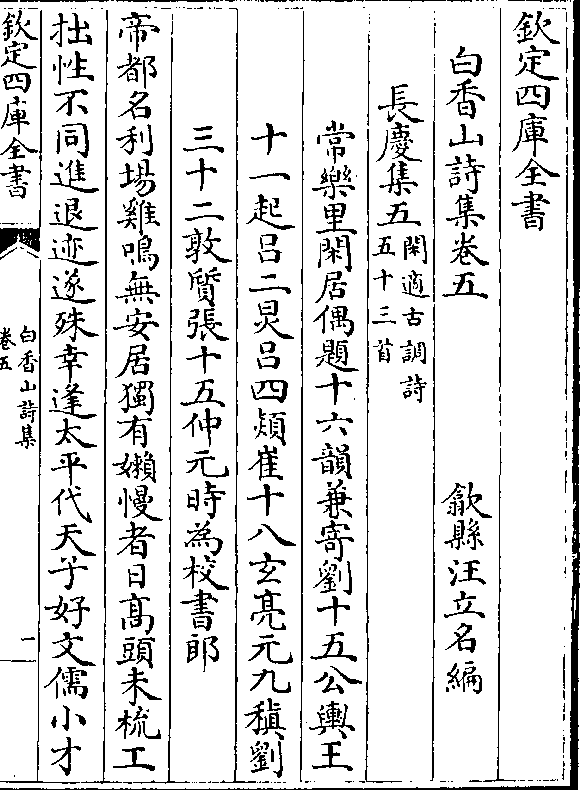 欽定四庫全書
白香山詩集卷五
歙縣汪立名編
長慶集五
閑適古調詩
五十三首
常樂里閑居偶題十六韻兼寄劉十五公輿王
十一起呂二炅呂四熲崔十八玄亮元九稹劉
三十二敦質張十五仲元時為校書郎
帝都名利場雞鳴無安居獨有嬾慢者日髙頭未梳工
拙性不同進退迹遂殊幸逢太平代天子好文儒小才
欽定四庫全書
白香山詩集
卷五
一